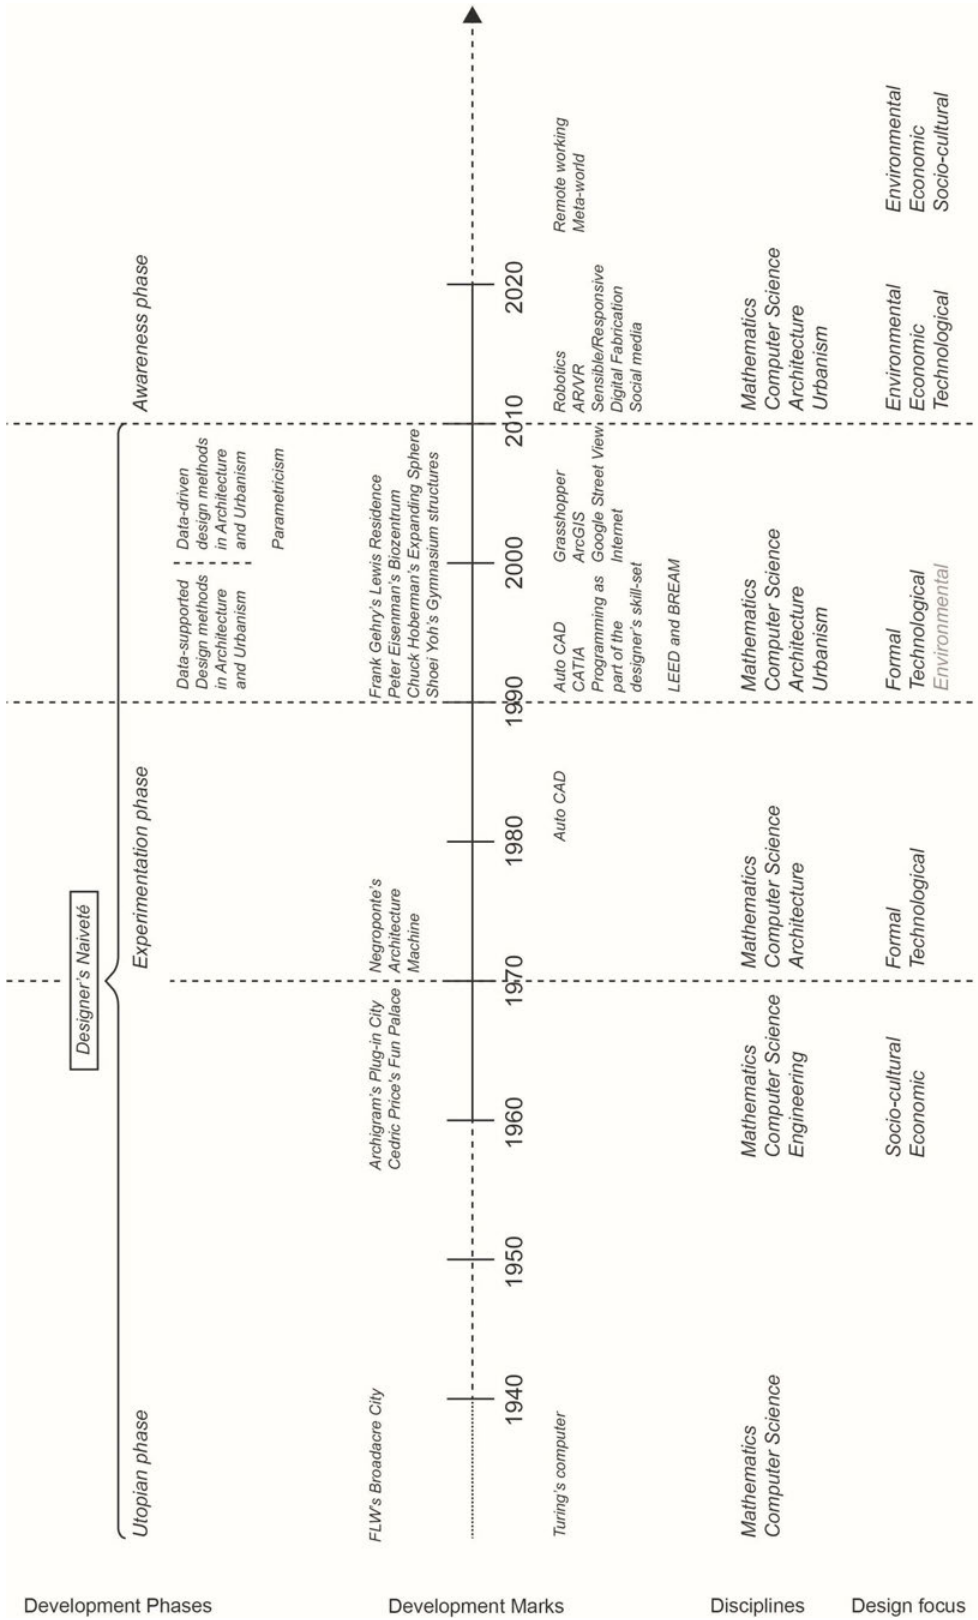 Development Phases
Designer's Naiveté
Utopian phase
Experimentation phase
Awareness phase
Data-supported
Design methods
in Architecture
and Urbanism
Data-driven
design methods
in Architecture
and Urbanism
Parametricism
Development Marks
FLW's Broadacre City
Archigram's Plug-in City
Cedric Price's Fun Palace
Negroponte's
Architecture
Machine
Frank Gehry's Lewis Residence
Peter Eisenman's Biozentrum
Chuck Hoberman's Expanding Sphere
Shoei Yoh's Gymnasium structures
1940
1950
1960
1970
1980
1990
2000
2010
2020
Turing's computer
Auto CAD
Auto CAD
CATIA
Programming as
part of the
designer's skill-set
LEED and BREAM
Grasshopper
ArcGIS
Google Street View
Internet
Robotics
AR/VR
Sensible/Responsive
Digital Fabrication
Social media
Remote working
Meta-world
Disciplines
Mathematics
Computer Science
Mathematics
Computer Science
Engineering
Mathematics
Computer Science
Architecture
Mathematics
Computer Science
Architecture
Urbanism
Mathematics
Computer Science
Architecture
Urbanism
Design focus
Socio-cultural
Economic
Formal
Technological
Formal
Technological
Environmental
Environmental
Economic
Technological
Environmental
Economic
Socio-cultural